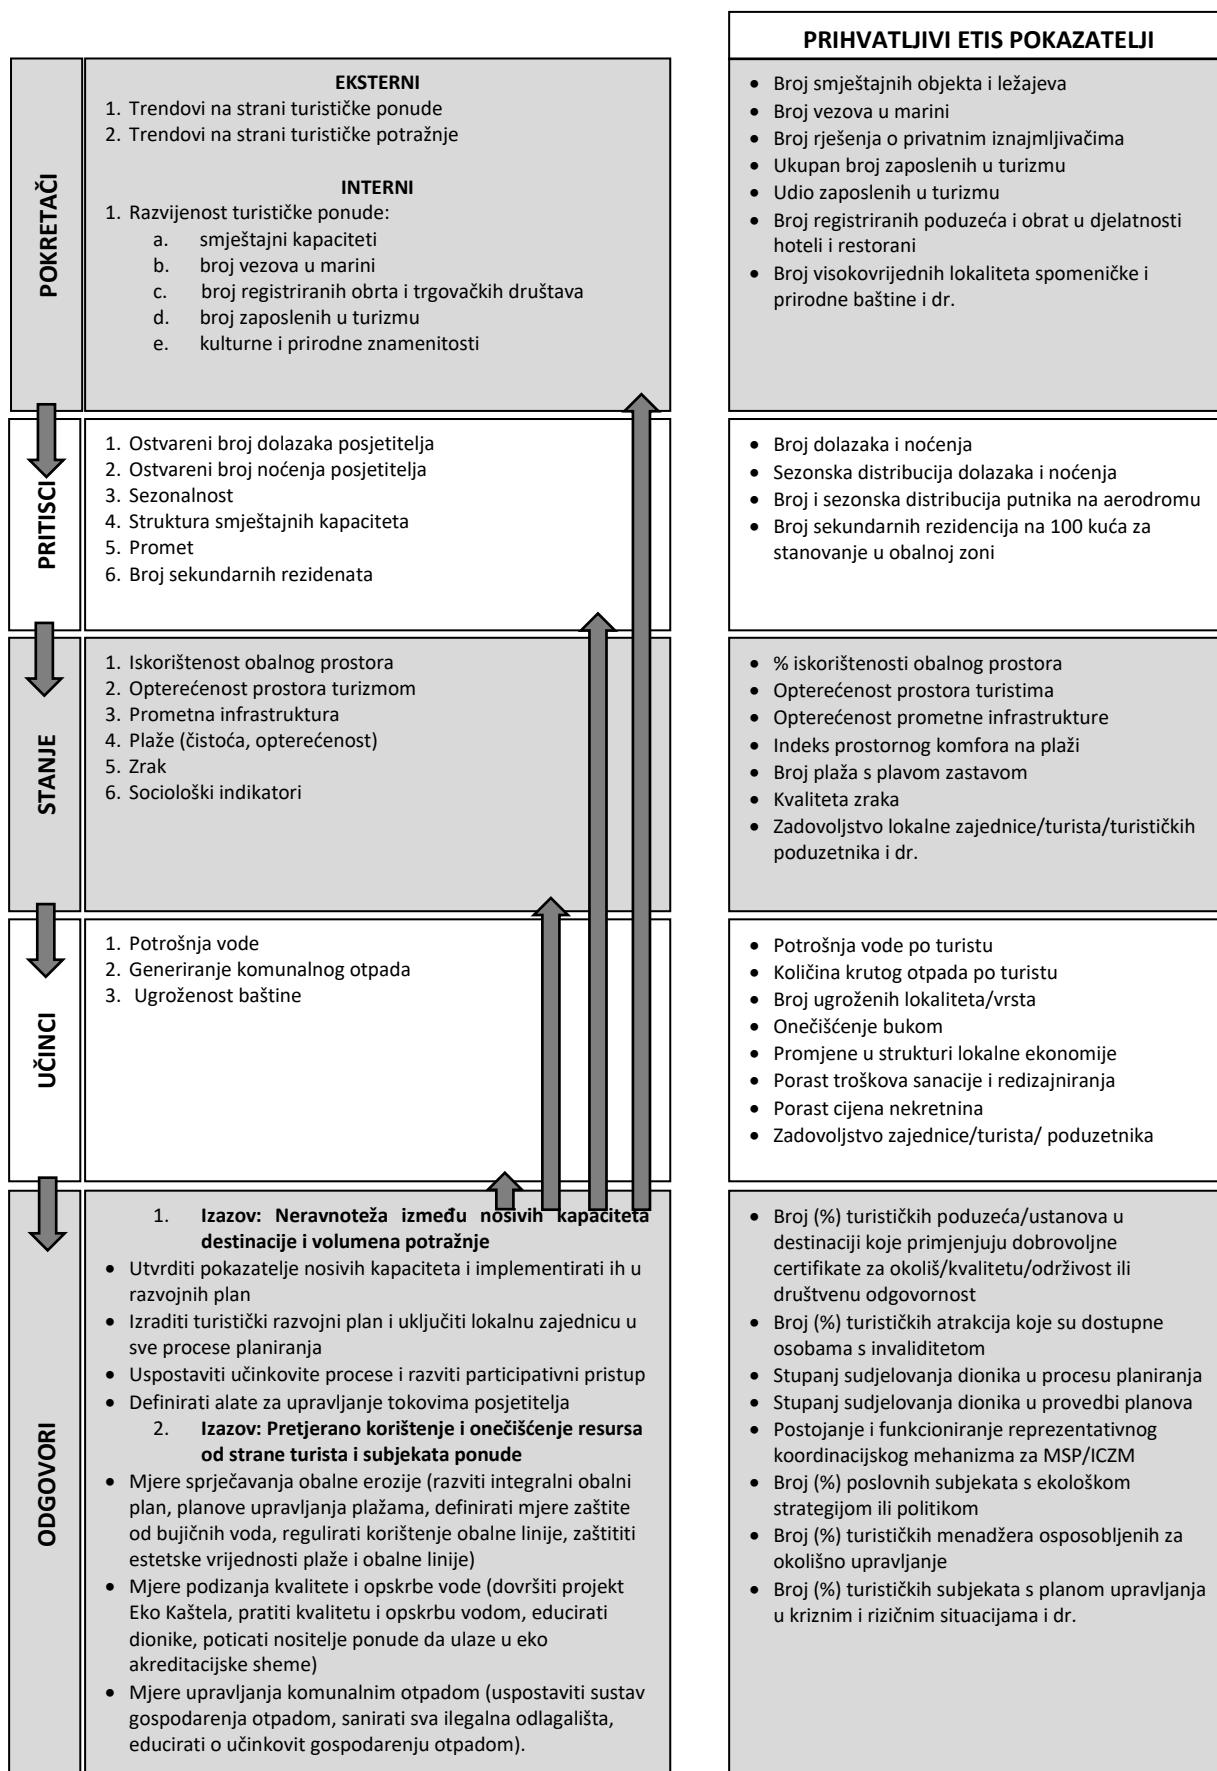 PRIHVATLJIVI ETIS POKAZATELJI
POKRETAČI
EKSTERNI
1. Trendovi na strani turističke ponude
2. Trendovi na strani turističke potražnje
INTERNI
1. Razvijenost turističke ponude:
a. smještajni kapaciteti
b. broj vezova u marini
c. broj registriranih obrta i trgovačkih društava
d. broj zaposlenih u turizmu
e. kulturne i prirodne znamenitosti
• Broj smještajnih objekta i ležajeva
• Broj vezova u marini
• Broj rješenja o privatnim iznajmljivačima
• Ukupan broj zaposlenih u turizmu
• Udio zaposlenih u turizmu
• Broj registriranih poduzeća i obrat u djelatnosti
hoteli i restorani
• Broj visokovrijednih lokaliteta spomeničke i
prirodne baštine i dr.
PRITISCI
1. Ostvareni broj dolazaka posjetitelja
2. Ostvareni broj noćenja posjetitelja
3. Sezonalnost
4. Struktura smještajnih kapaciteta
5. Promet
6. Broj sekundarnih rezidenata
• Broj dolazaka i noćenja
• Sezonska distribucija dolazaka i noćenja
• Broj i sezonska distribucija putnika na aerodromu
• Broj sekundarnih rezidencija na 100 kuća za
stanovanje u obalnoj zoni
STANJE
1. Iskorištenost obalnog prostora
2. Opterećenost prostora turizmom
3. Prometna infrastruktura
4. Plaže (čistoća, opterećenost)
5. Zrak
6. Sociološki indikatori
• % iskorištenosti obalnog prostora
• Opterećenost prostora turistima
• Opterećenost prometne infrastrukture
• Indeks prostornog komfora na plaži
• Broj plaža s plavom zastavom
• Kvaliteta zraka
• Zadovoljstvo lokalne zajednice/turista/turističkih
poduzetnika i dr.
UČINCI
1. Potrošnja vode
2. Generiranje komunalnog otpada
3. Ugroženost baštine
• Potrošnja vode po turistu
• Količina krutog otpada po turistu
• Broj ugroženih lokaliteta/vrsta
• Onečišćenje bukom
• Promjene u strukturi lokalne ekonomije
• Porast troškova sanacije i redizajniranja
• Porast cijena nekretnina
• Zadovoljstvo zajednice/turista/ poduzetnika
ODGOVORI
1. Izazov: Neravnoteža između nosivih kapaciteta
destinacije i volumena potražnje
• Utvrditi pokazatelje nosivih kapaciteta i implementirati ih u
razvojnih plan
• Izraditi turistički razvojni plan i uključiti lokalnu zajednicu u
sve procese planiranja
• Uspostaviti učinkovite procese i razviti participativni pristup
• Definirati alate za upravljanje tokovima posjetitelja
2. Izazov: Pretjerano korištenje i onečišćenje resursa
od strane turista i subjekata ponude
• Mjere sprječavanja obalne erozije (razviti integralni obalni
plan, planove upravljanja plažama, definirati mjere zaštite
od bujičnih voda, regulirati korištenje obalne linije, zaštititi
estetske vrijednosti plaže i obalne linije)
• Mjere podizanja kvalitete i opskrbe vode (dovršiti projekt
Eko Kaštela, pratiti kvalitetu i opskrbu vodom, educirati
dionike, poticati nositelje ponude da ulaze u eko
akreditacijske sheme)
• Mjere upravljanja komunalnim otpadom (uspostaviti sustav
gospodarenja otpadom, sanirati sva ilegalna odlagališta,
educirati o učinkovit gospodarenju otpadom).
• Broj (%) turističkih poduzeća/ustanova u
destinaciji koje primjenjuju dobrovoljne
certifikate za okoliš/kvalitetu/održivost ili
društvenu odgovornost
• Broj (%) turističkih atrakcija koje su dostupne
osobama s invaliditetom
• Stupanj sudjelovanja dionika u procesu planiranja
• Stupanj sudjelovanja dionika u provedbi planova
• Postojanje i funkcioniranje reprezentativnog
koordinacijskog mehanizma za MSP/ICZM
• Broj (%) poslovnih subjekata s ekološkom
strategijom ili politikom
• Broj (%) turističkih menadžera osposobljenih za
okolišno upravljanje
• Broj (%) turističkih subjekata s planom upravljanja
u kriznim i rizičnim situacijama i dr.